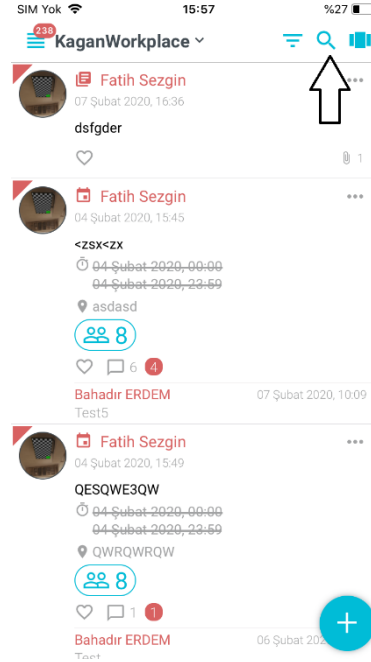 SIM Yok 15:57 %27
238
KaganWorkplace
Fatih Sezgin
07 Şubat 2020, 16:36
dsfgder
1
Fatih Sezgin
04 Şubat 2020, 15:45
<zsx<zx
04 Şubat 2020, 00:00
04 Şubat 2020, 23:59
asdasd
8
6 4
Bahadır ERDEM 07 Şubat 2020, 10:09
Test5
Fatih Sezgin
04 Şubat 2020, 15:49
QESQWE3QW
04 Şubat 2020, 00:00
04 Şubat 2020, 23:59
QWRQWRQW
8
1 1
Bahadır ERDEM 06 Şubat
Test